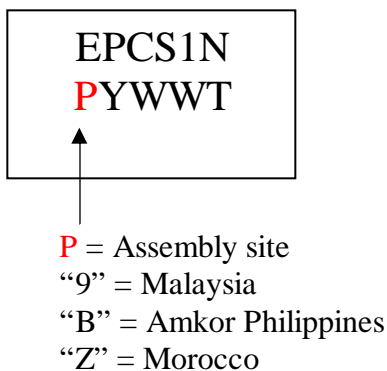 EPCS1N
PYWWT
P = Assembly site
“9” = Malaysia
“B” = Amkor Philippines
“Z” = Morocco